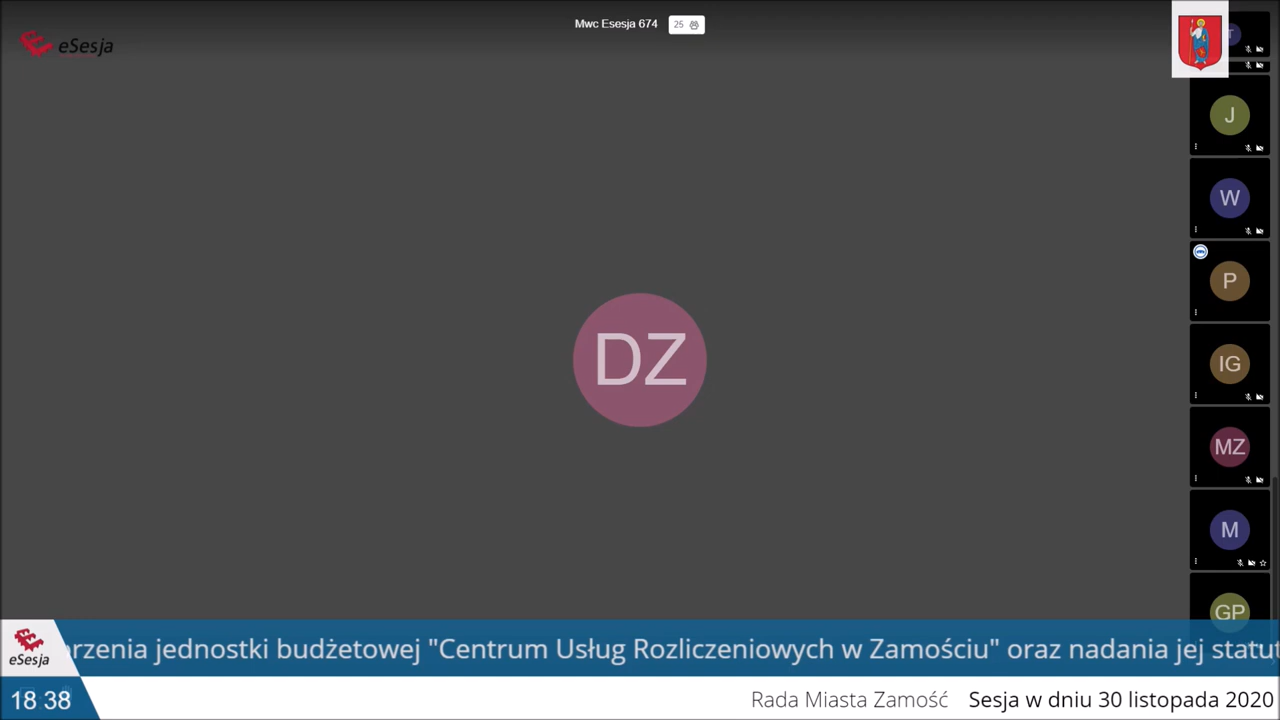 Mwc Esesja 674 25
eSesja
J
W
P
IG
MZ
M
GP
DZ
rzenia jednostki budżetowej "Centrum Usług Rozliczeniowych w Zamościu" oraz nadania jej statut
eSesja
18 38
Rada Miasta Zamość Sesja w dniu 30 listopada 2020